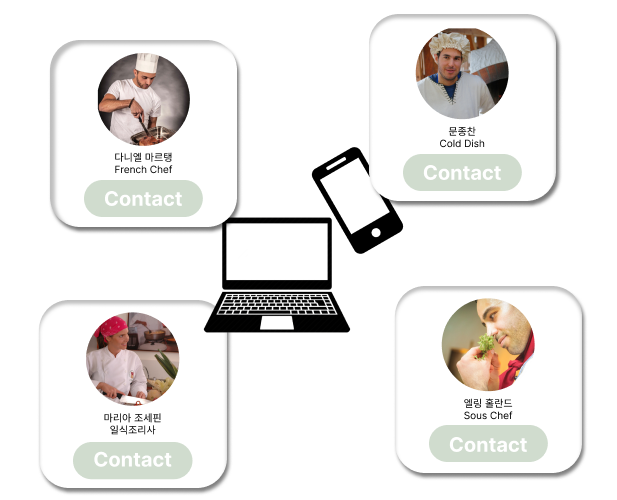 다니엘 마르탱
French Chef
Contact
문종찬
Cold Dish
Contact
마리아 조세핀
일식조리사
Contact
엘링 홀란드
Sous Chef
Contact